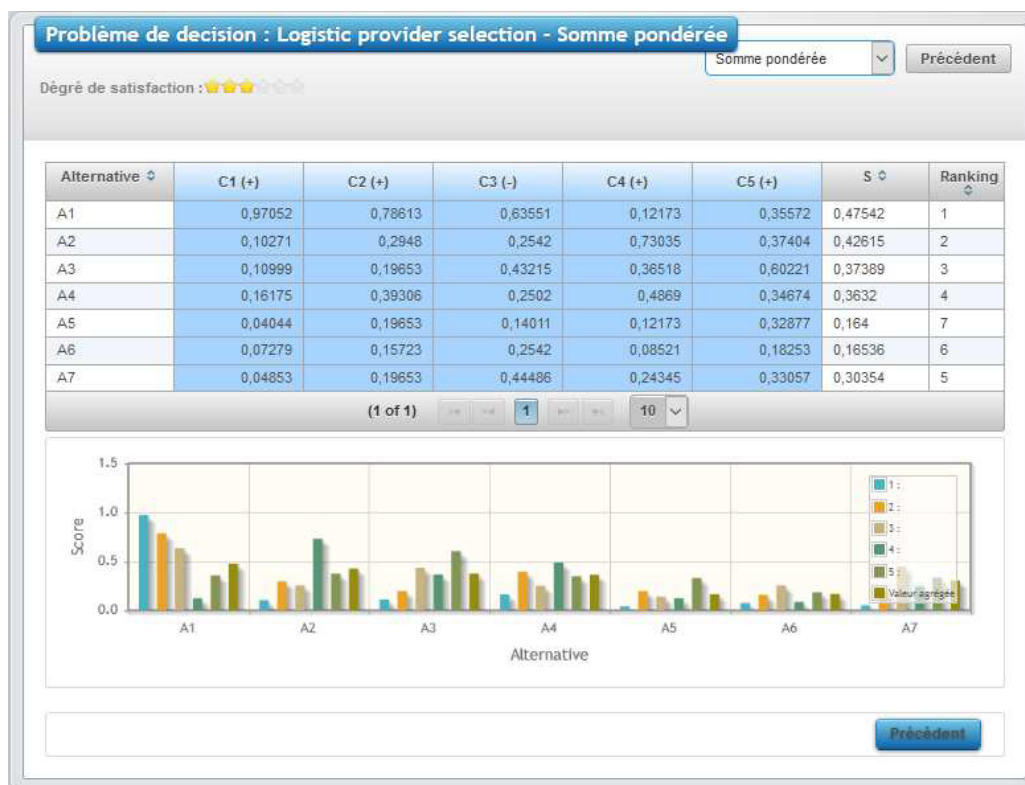 Problème de decision : Logistic provider selection - Somme pondérée
Somme pondérée
Précédent
Dègré de satisfaction :
Alternative C1 (+) C2 (+) C3 (-) C4 (+) C5 (+) S Ranking
A1 0,97052 0,78613 0,63551 0,12173 0,35572 0,47542 1
A2 0,10271 0,2948 0,2542 0,73035 0,37404 0,42615 2
A3 0,10999 0,19653 0,43215 0,36518 0,60221 0,37389 3
A4 0,16175 0,39306 0,2502 0,4869 0,34674 0,3632 4
A5 0,04044 0,19653 0,14011 0,12173 0,32877 0,164 7
A6 0,07279 0,15723 0,2542 0,08521 0,18253 0,16536 6
A7 0,04853 0,19653 0,44486 0,24345 0,33057 0,30354 5
(1 of 1) 1 10
1.5
1.0
0.5
0.0
Score
1 :
2 :
3 :
4 :
5 :
Valeur agrégée
A1 A2 A3 A4 A5 A6 A7
Alternative
Précédent